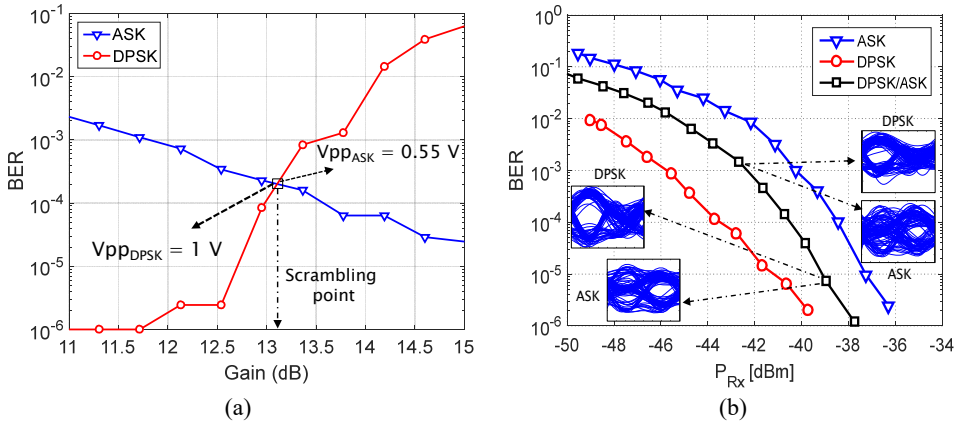 ASK
DPSK
10^-1
10^-2
10^-3
10^-4
10^-5
10^-6
BER
Vpp_ASK = 0.55 V
Vpp_DPSK = 1 V
Scrambling
point
11 11.5 12 12.5 13 13.5 14 14.5 15
Gain (dB)
(a)
10^0
10^-1
10^-2
10^-3
10^-4
10^-5
10^-6
BER
ASK
DPSK
DPSK/ASK
DPSK
DPSK
ASK
ASK
-50 -48 -46 -44 -42 -40 -38 -36 -34
P_Rx [dBm]
(b)